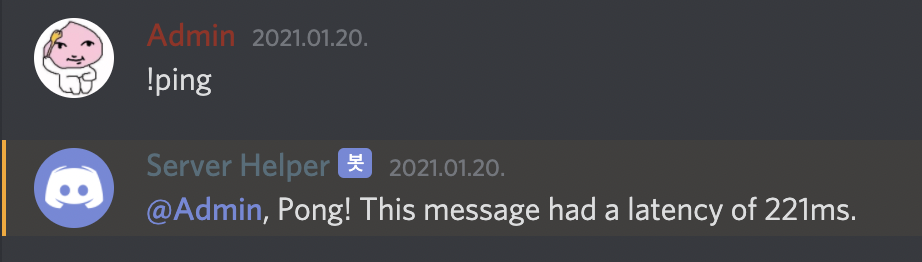 Admin 2021.01.20.
!ping
Server Helper 봇 2021.01.20.
@Admin, Pong! This message had a latency of 221ms.